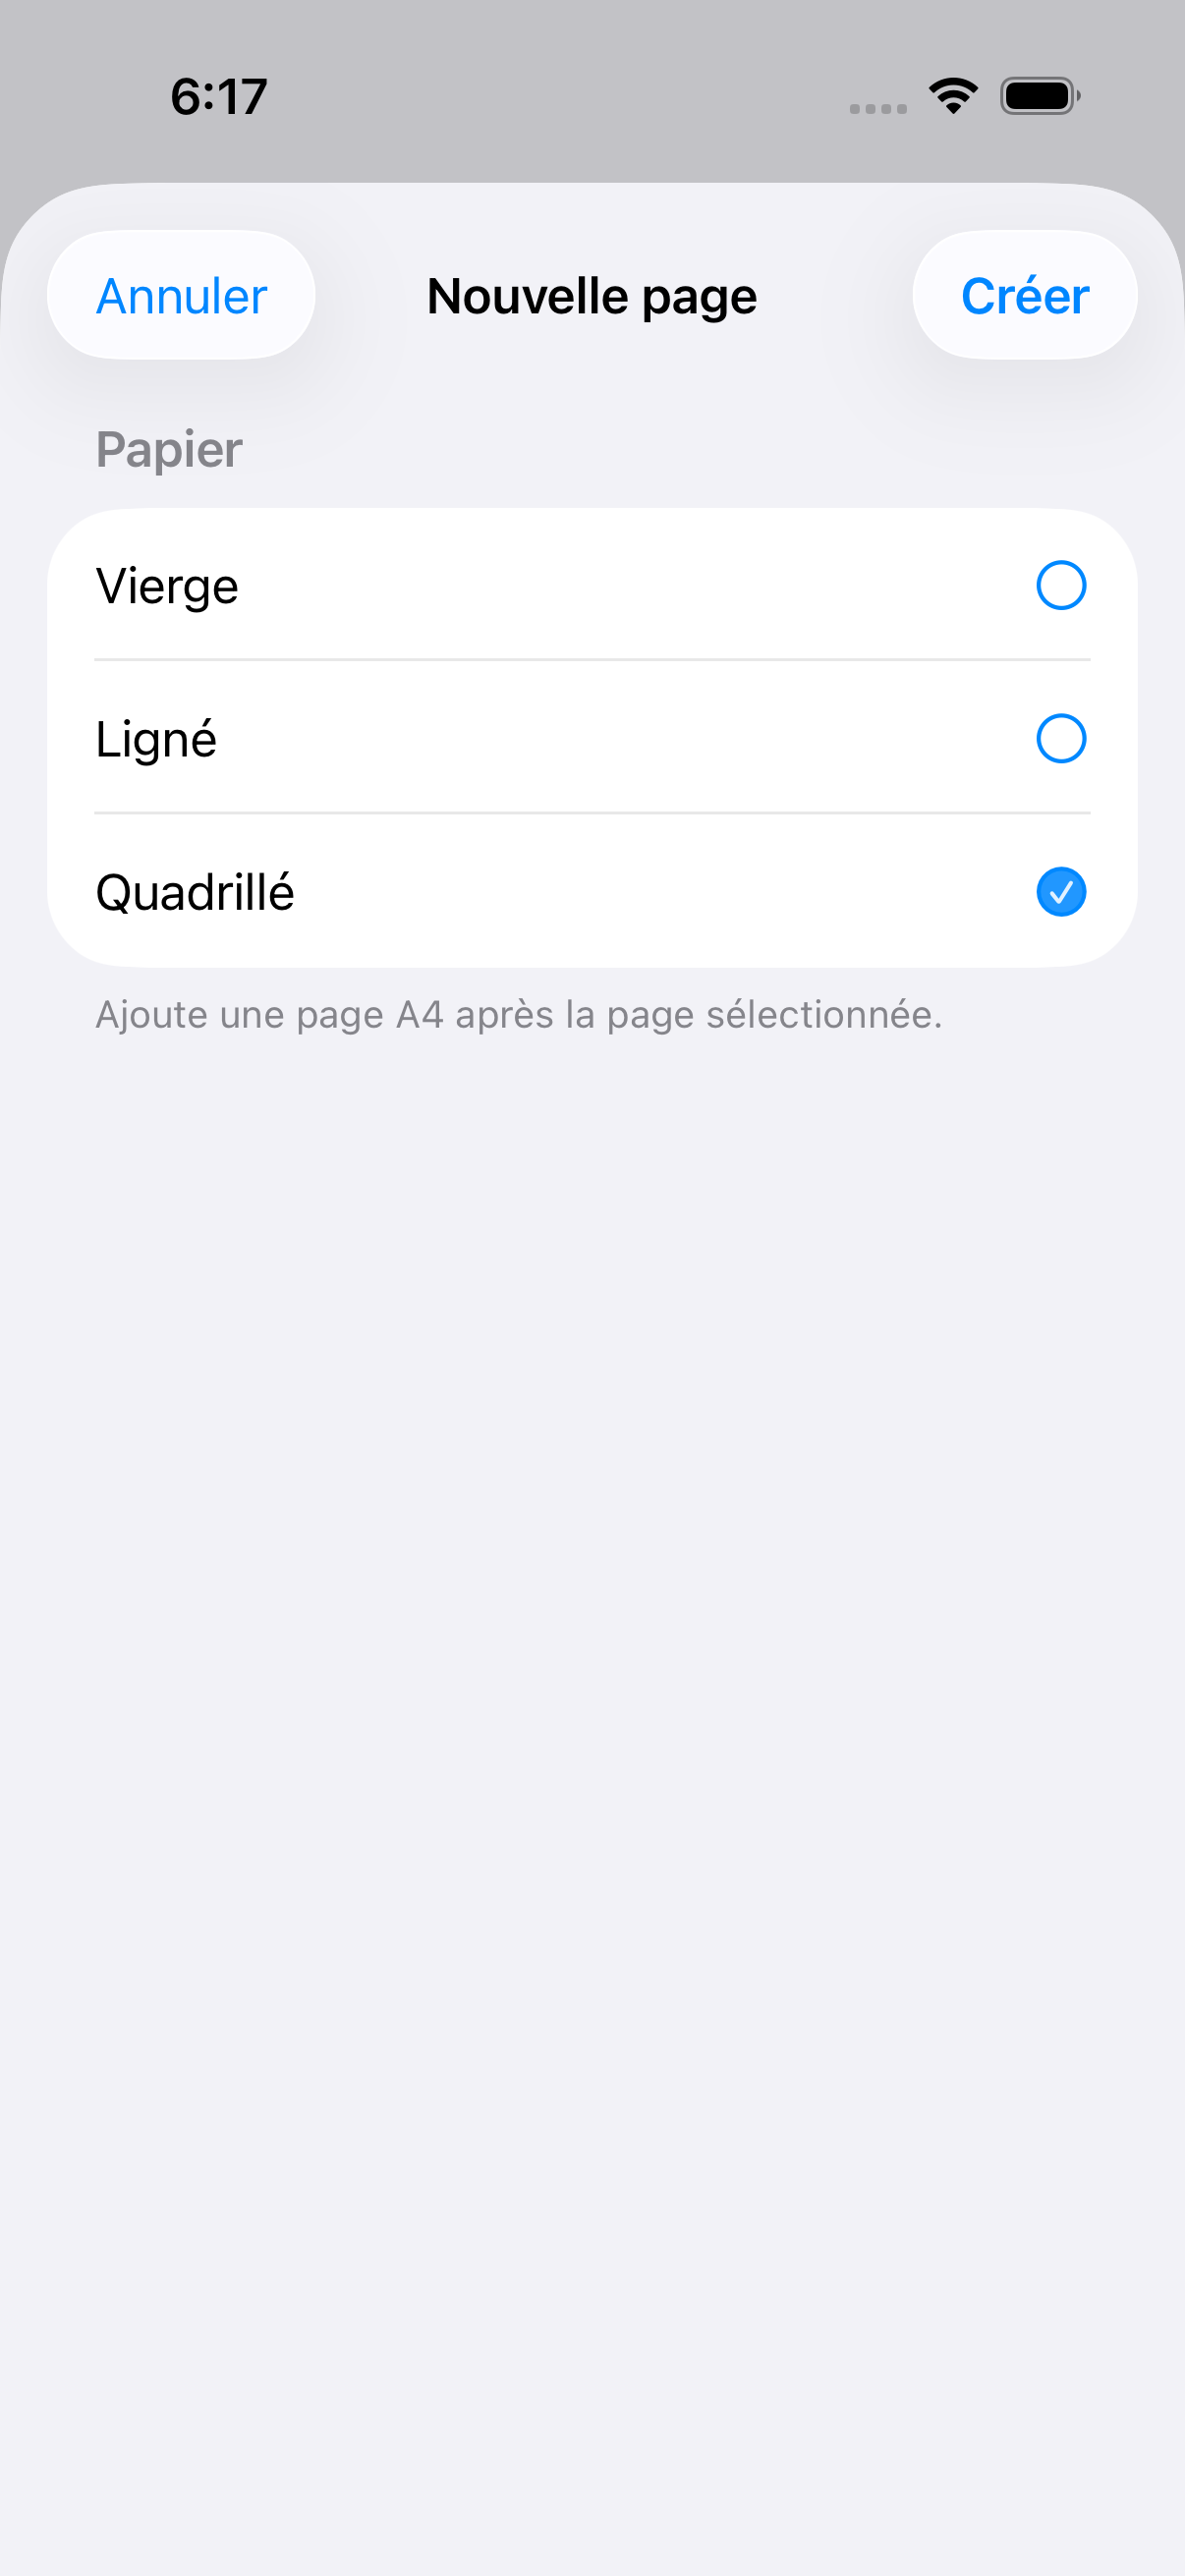 6:17
Annuler
Nouvelle page
Créer
Papier
Vierge
Ligné
Quadrillé
Ajoute une page A4 après la page sélectionnée.